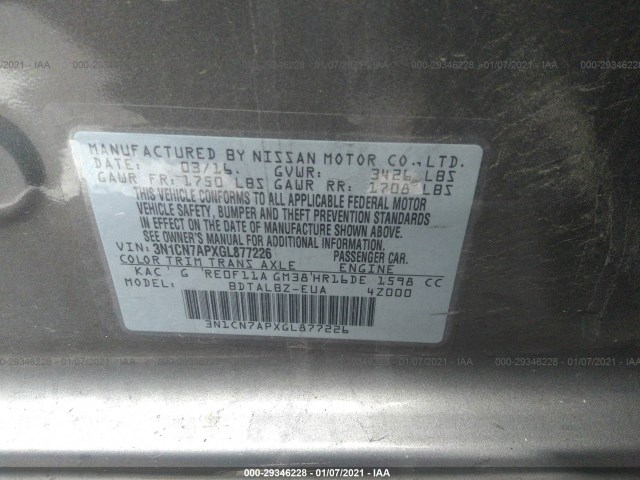 000-29346228 - 01/07/2021 - IAA
MANUFACTURED BY NISSAN MOTOR CO.,LTD.
DATE: 03/16. GVWR: 3426 LBS
GAWR FR: 1750 LBS GAWR RR: 1708 LBS
THIS VEHICLE CONFORMS TO ALL APPLICABLE FEDERAL MOTOR
VEHICLE SAFETY, BUMPER AND THEFT PREVENTION STANDARDS
IN EFFECT ON THE DATE OF MANUFACTURE SHOWN ABOVE.
SEE OWNER'S MANUAL FOR ADDITIONAL INFORMATION
VIN: 3N1CN7APXGL877226 PASSENGER CAR
COLOR TRIM TRANS AXLE ENGINE
KAC G RE0F11A GM38 HR16DE 1598 CC
MODEL: BDTALBZ-EUA 4Z000
3N1CN7APXGL877226
000-29346228 - 01/07/2021 - IAA